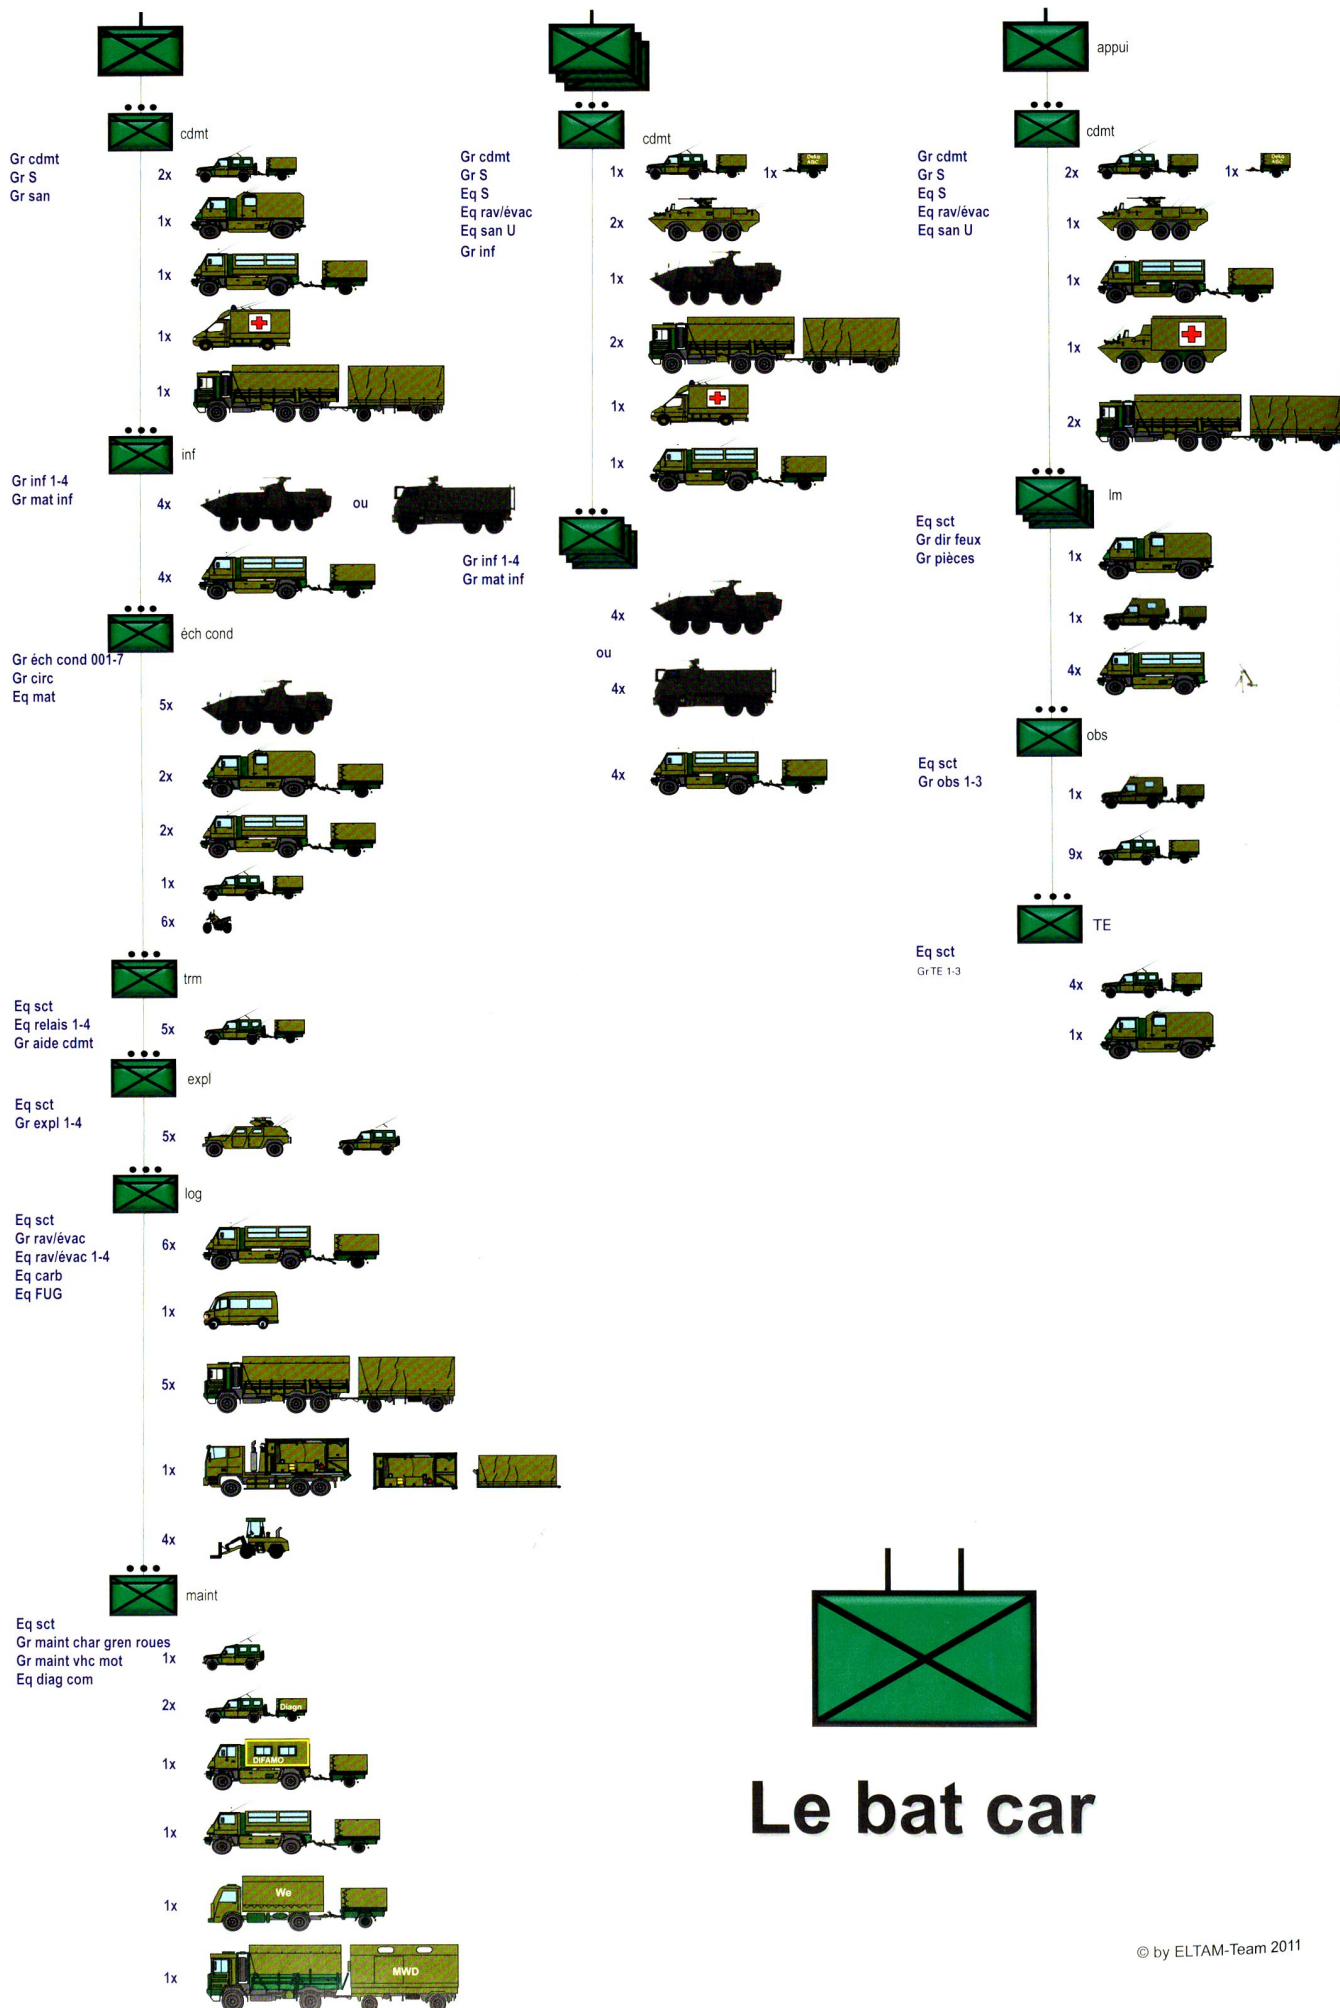 cdmt
Gr cdmt
Gr S
Gr san
2x
1x
1x
1x
1x
inf
Gr inf 1-4
Gr mat inf
4x
ou
4x
éch cond
Gr éch cond 001-7
Gr circ
Eq mat
5x
2x
2x
1x
6x
trm
Eq sct
Eq relais 1-4
Gr aide cdmt
5x
expl
Eq sct
Gr expl 1-4
5x
log
Eq sct
Gr rav/évac
Eq rav/évac 1-4
Eq carb
Eq FUG
6x
1x
5x
1x
4x
maint
Eq sct
Gr maint char gren roues
Gr maint vhc mot
Eq diag com
1x
2x
Diagn
1x
DIFAMO
1x
1x
We
1x
MWD
cdmt
Gr cdmt
Gr S
Eq S
Eq rav/évac
Eq san U
Gr inf
1x
1x
Deko
ABC
2x
1x
2x
1x
1x
Gr inf 1-4
Gr mat inf
4x
ou
4x
4x
appui
cdmt
Gr cdmt
Gr S
Eq S
Eq rav/évac
Eq san U
2x
1x
Deko
ABC
1x
1x
1x
2x
lm
Eq sct
Gr dir feux
Gr pièces
1x
1x
4x
obs
Eq sct
Gr obs 1-3
1x
9x
TE
Eq sct
Gr TE 1-3
4x
1x
Le bat car
© by ELTAM-Team 2011